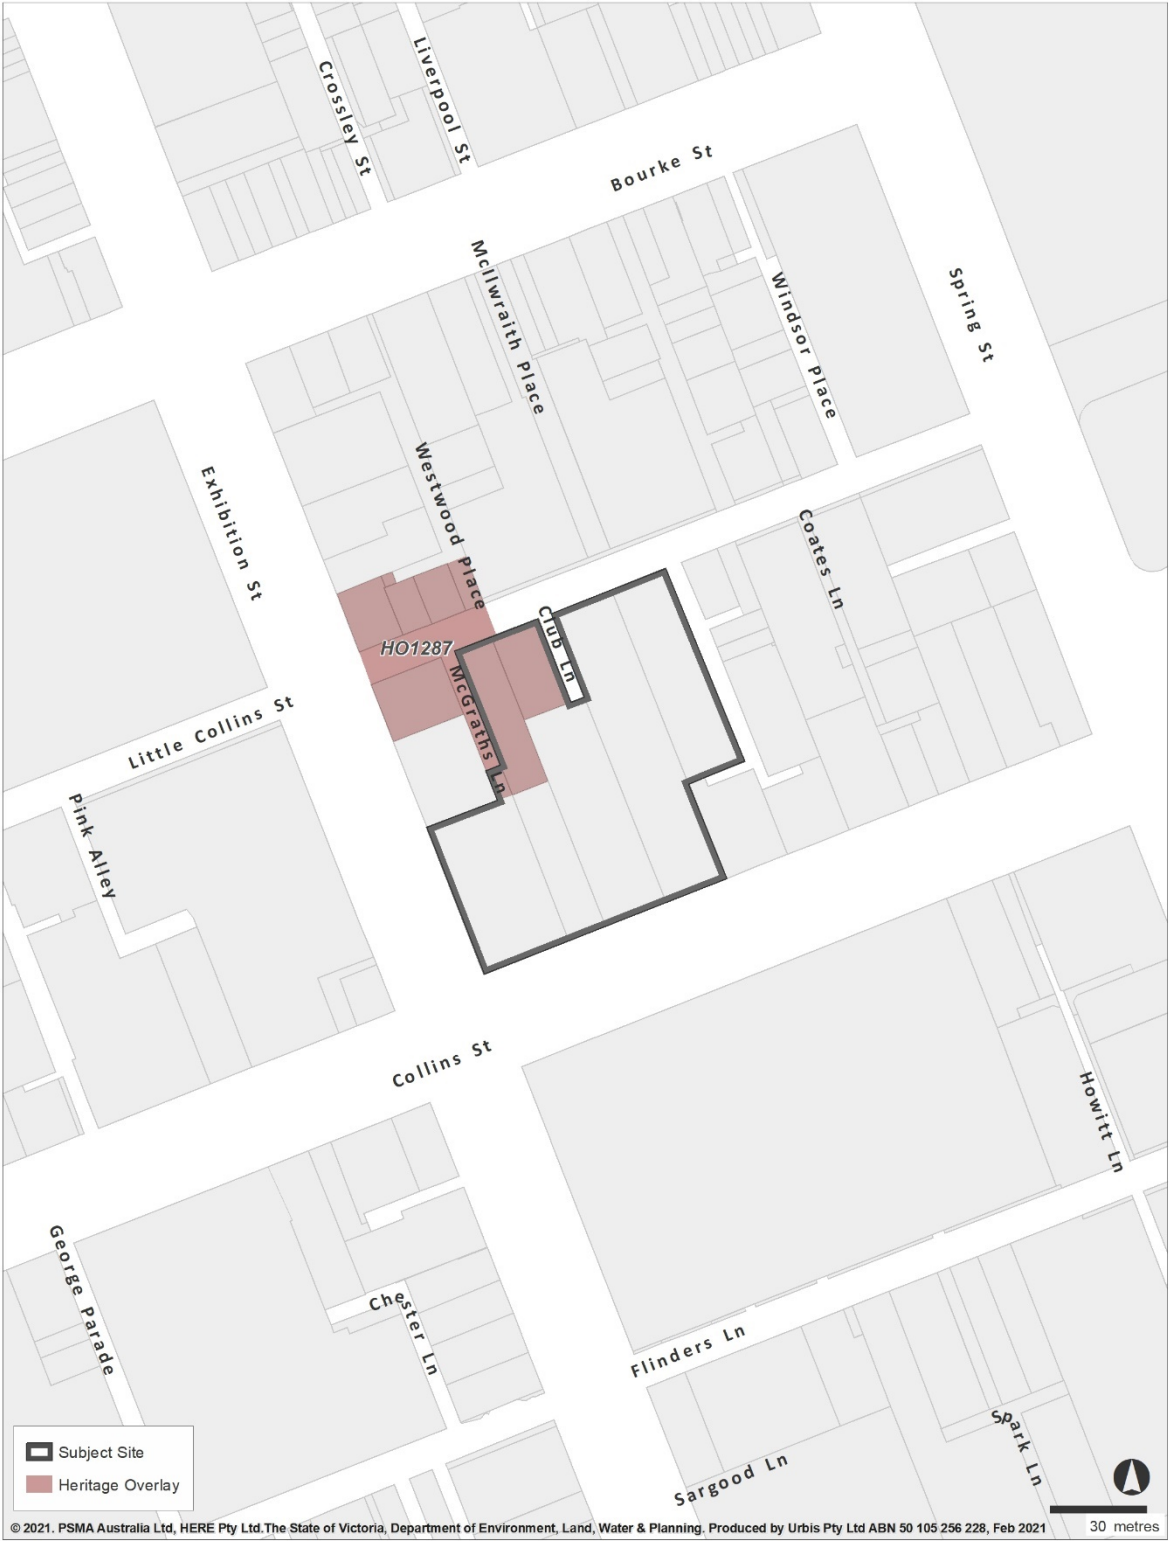 Crossley St
Liverpool St
Bourke St
McIlwraith Place
Windsor Place
Spring St
Westwood Place
Exhibition St
Coates Ln
Club Ln
HO1287
McGraths Ln
Little Collins St
Pink Alley
Collins St
Howitt Ln
George Parade
Chester Ln
Flinders Ln
Spark Ln
Sargood Ln
Subject Site
Heritage Overlay
30 metres
© 2021. PSMA Australia Ltd, HERE Pty Ltd.The State of Victoria, Department of Environment, Land, Water & Planning. Produced by Urbis Pty Ltd ABN 50 105 256 228, Feb 2021